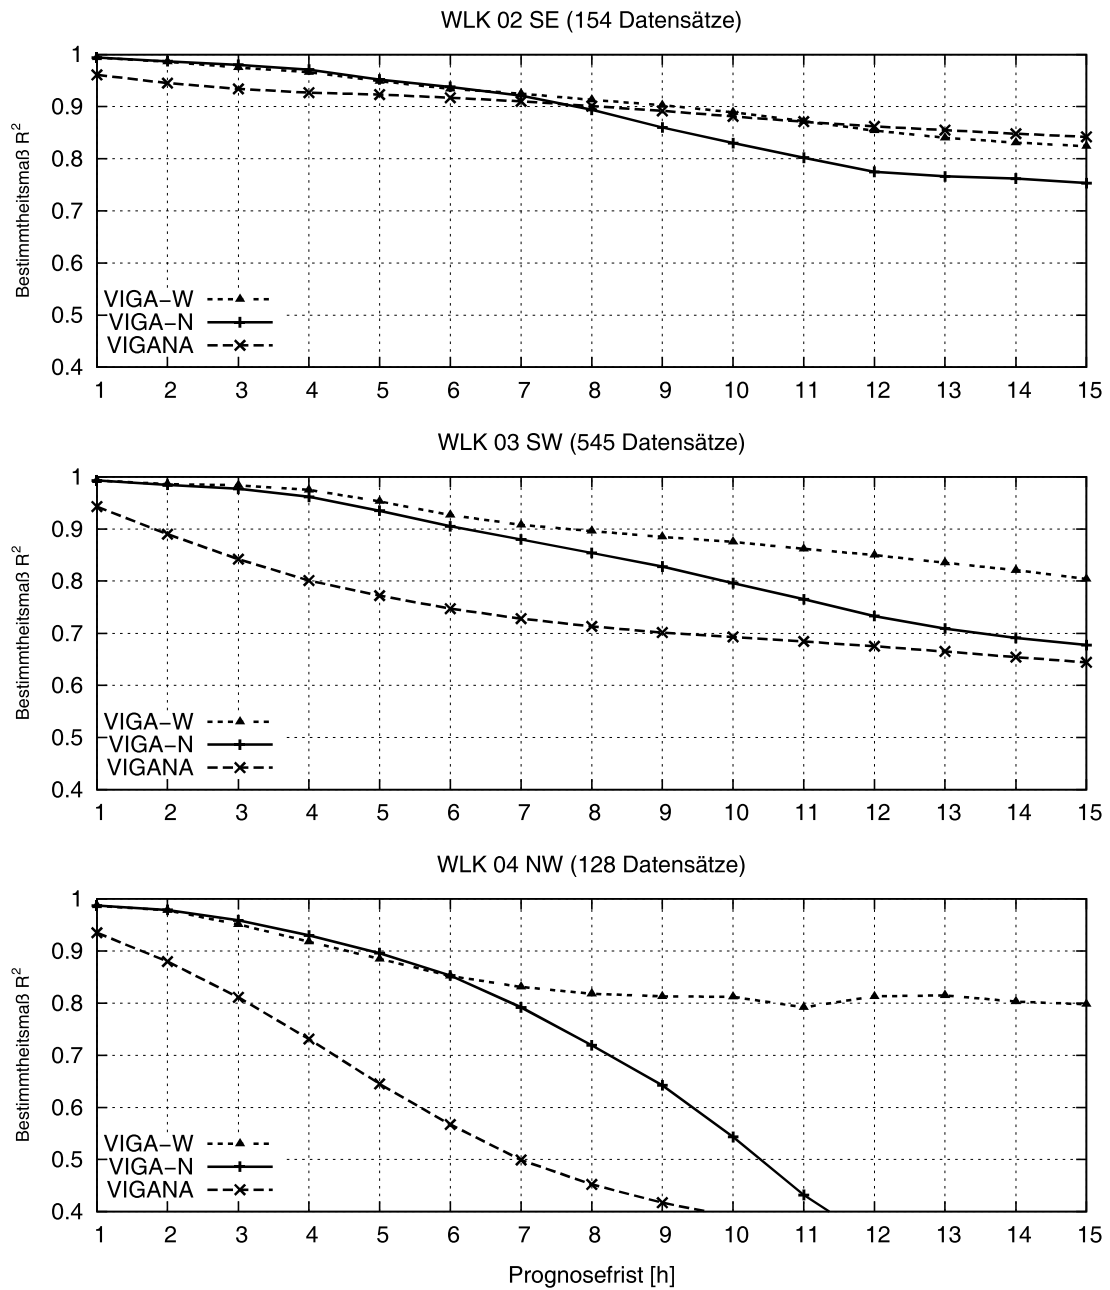 WLK 02 SE (154 Datensätze)
1
0.9
0.8
0.7
0.6
0.5
0.4
Bestimmtheitsmaß R²
VIGA−W
VIGA−N
VIGANA
1 2 3 4 5 6 7 8 9 10 11 12 13 14 15
WLK 03 SW (545 Datensätze)
1
0.9
0.8
0.7
0.6
0.5
0.4
Bestimmtheitsmaß R²
VIGA−W
VIGA−N
VIGANA
1 2 3 4 5 6 7 8 9 10 11 12 13 14 15
WLK 04 NW (128 Datensätze)
1
0.9
0.8
0.7
0.6
0.5
0.4
Bestimmtheitsmaß R²
VIGA−W
VIGA−N
VIGANA
1 2 3 4 5 6 7 8 9 10 11 12 13 14 15
Prognosefrist [h]